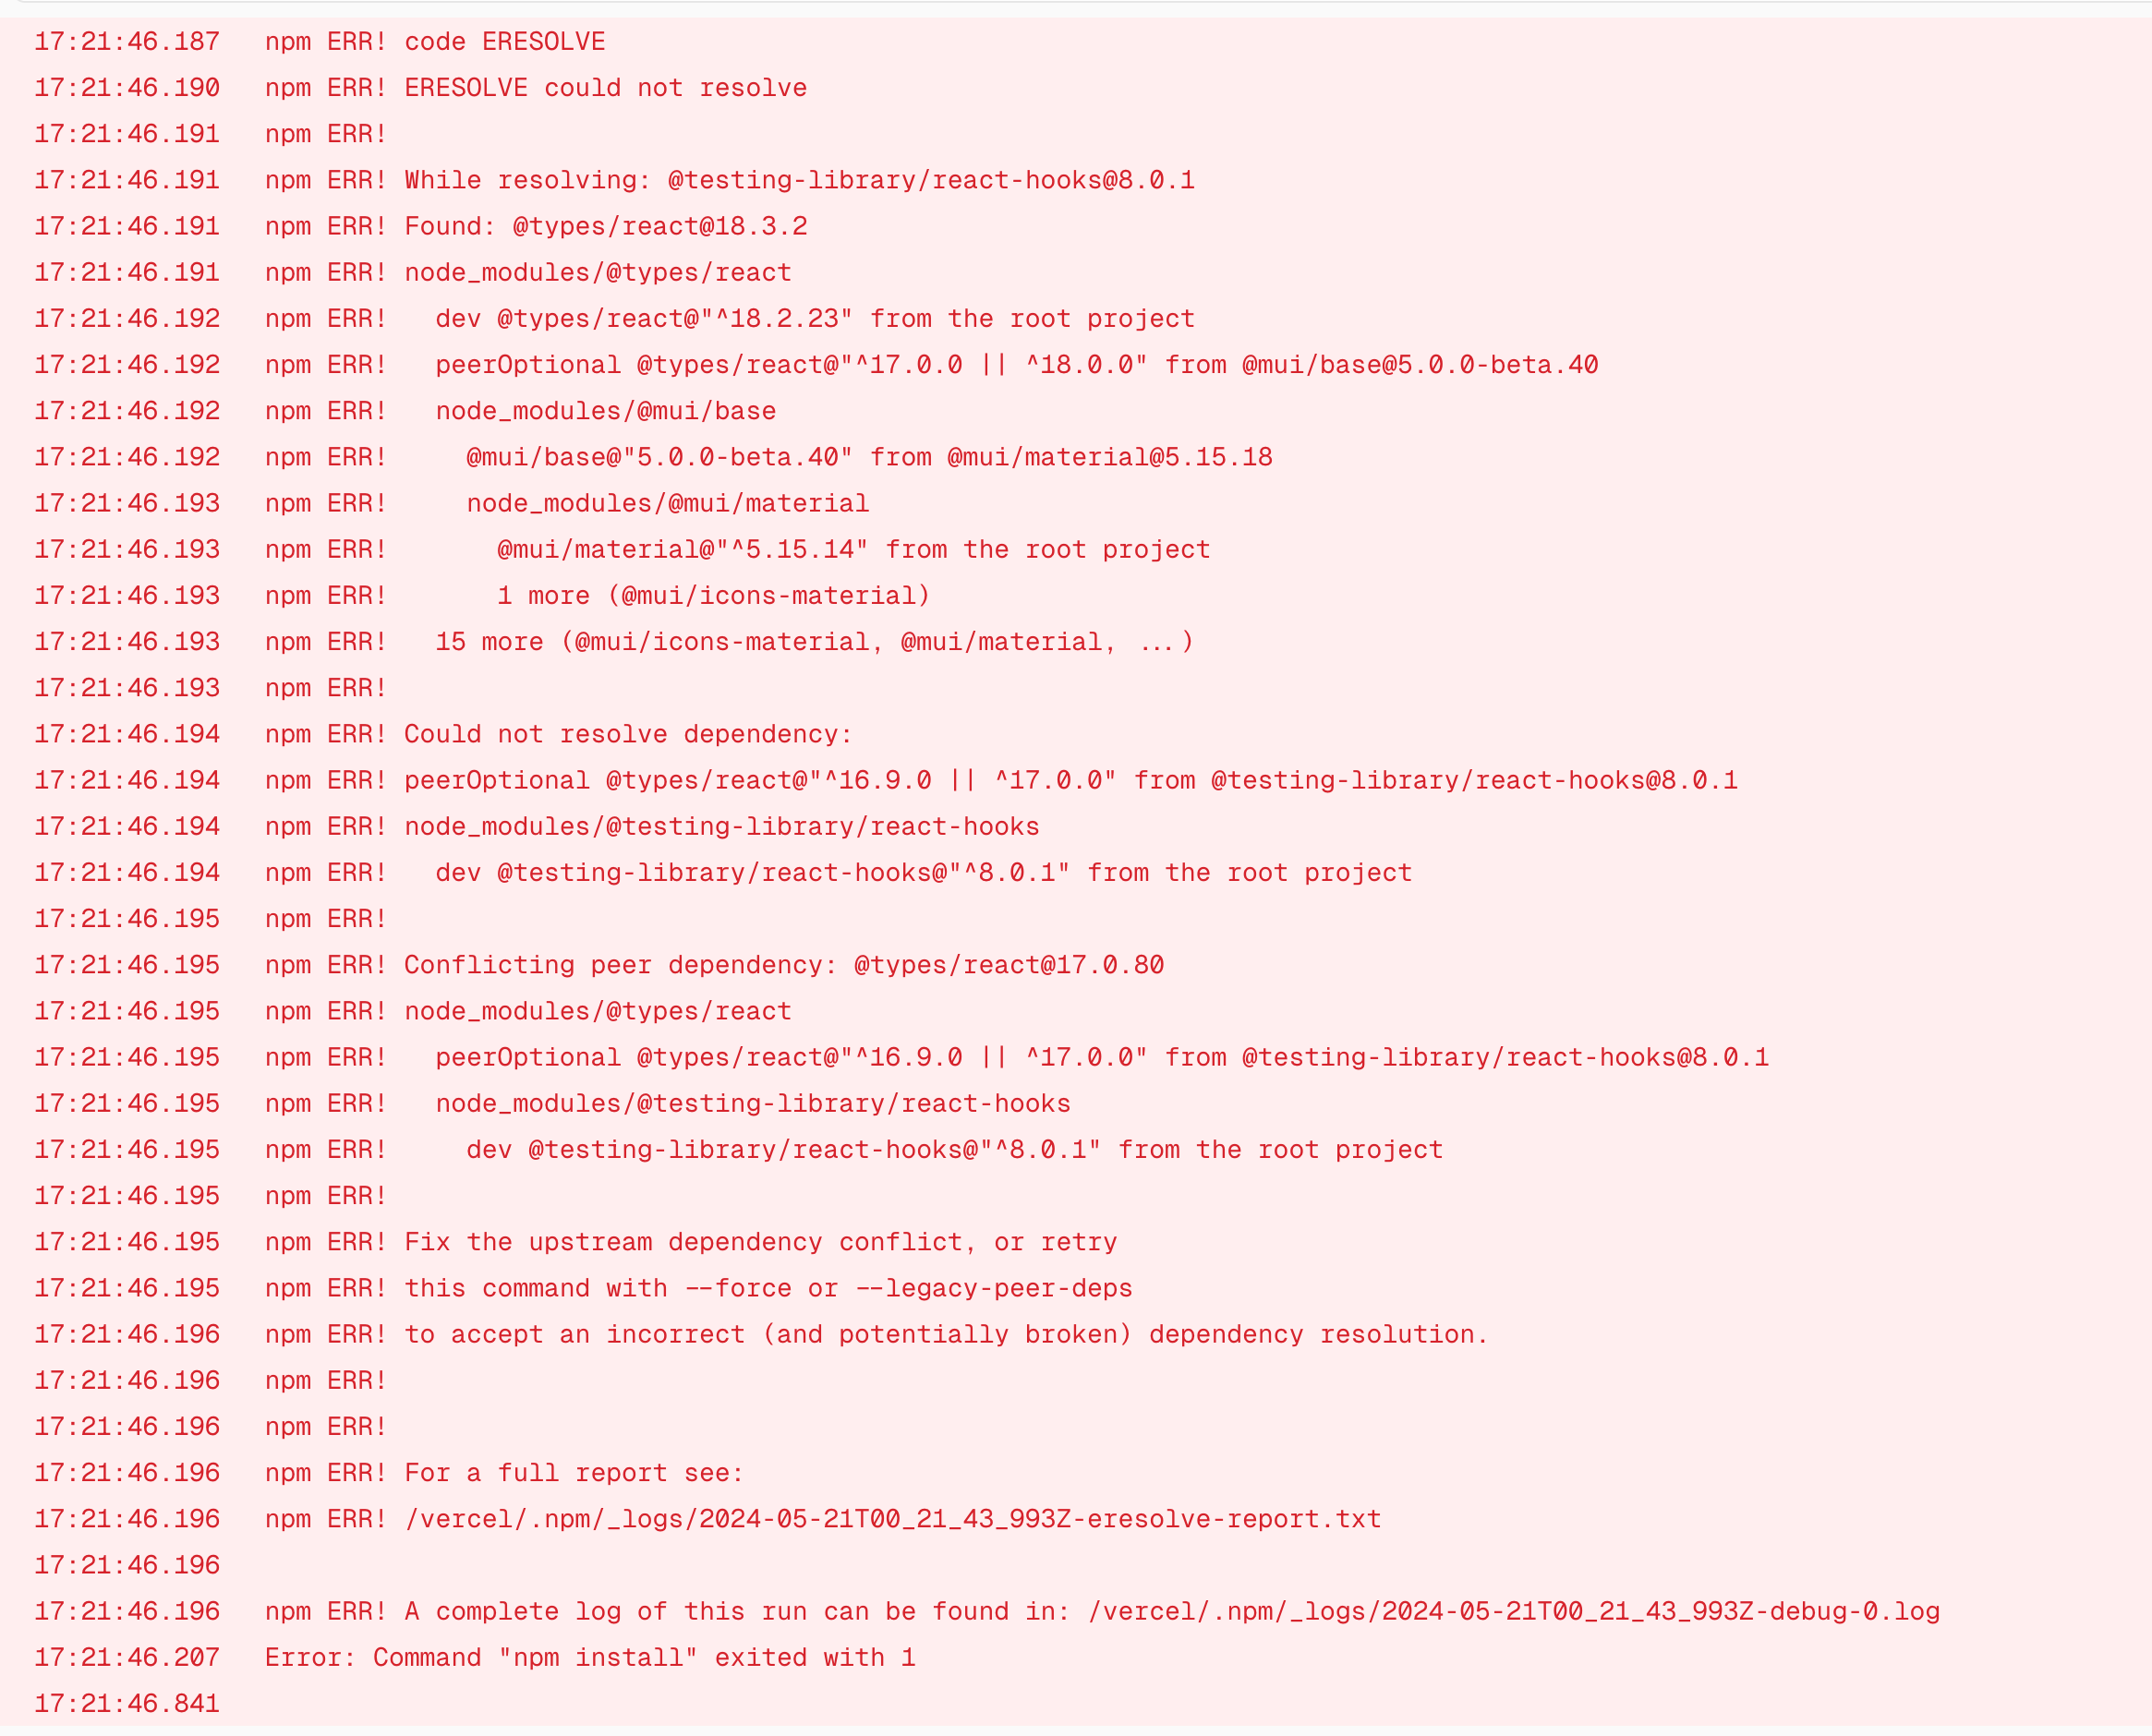 17:21:46.187 npm ERR! code ERESOLVE
17:21:46.190 npm ERR! ERESOLVE could not resolve
17:21:46.191 npm ERR!
17:21:46.191 npm ERR! While resolving: @testing-library/react-hooks@8.0.1
17:21:46.191 npm ERR! Found: @types/react@18.3.2
17:21:46.191 npm ERR! node_modules/@types/react
17:21:46.192 npm ERR!   dev @types/react@"^18.2.23" from the root project
17:21:46.192 npm ERR!   peerOptional @types/react@"^17.0.0 || ^18.0.0" from @mui/base@5.0.0-beta.40
17:21:46.192 npm ERR!   node_modules/@mui/base
17:21:46.192 npm ERR!     @mui/base@"5.0.0-beta.40" from @mui/material@5.15.18
17:21:46.193 npm ERR!     node_modules/@mui/material
17:21:46.193 npm ERR!       @mui/material@"^5.15.14" from the root project
17:21:46.193 npm ERR!       1 more (@mui/icons-material)
17:21:46.193 npm ERR!   15 more (@mui/icons-material, @mui/material, ...)
17:21:46.193 npm ERR!
17:21:46.194 npm ERR! Could not resolve dependency:
17:21:46.194 npm ERR! peerOptional @types/react@"^16.9.0 || ^17.0.0" from @testing-library/react-hooks@8.0.1
17:21:46.194 npm ERR! node_modules/@testing-library/react-hooks
17:21:46.194 npm ERR!   dev @testing-library/react-hooks@"^8.0.1" from the root project
17:21:46.195 npm ERR!
17:21:46.195 npm ERR! Conflicting peer dependency: @types/react@17.0.80
17:21:46.195 npm ERR! node_modules/@types/react
17:21:46.195 npm ERR!   peerOptional @types/react@"^16.9.0 || ^17.0.0" from @testing-library/react-hooks@8.0.1
17:21:46.195 npm ERR!   node_modules/@testing-library/react-hooks
17:21:46.195 npm ERR!     dev @testing-library/react-hooks@"^8.0.1" from the root project
17:21:46.195 npm ERR!
17:21:46.195 npm ERR! Fix the upstream dependency conflict, or retry
17:21:46.195 npm ERR! this command with --force or --legacy-peer-deps
17:21:46.196 npm ERR! to accept an incorrect (and potentially broken) dependency resolution.
17:21:46.196 npm ERR!
17:21:46.196 npm ERR!
17:21:46.196 npm ERR! For a full report see:
17:21:46.196 npm ERR! /vercel/.npm/_logs/2024-05-21T00_21_43_993Z-eresolve-report.txt
17:21:46.196
17:21:46.196 npm ERR! A complete log of this run can be found in: /vercel/.npm/_logs/2024-05-21T00_21_43_993Z-debug-0.log
17:21:46.207 Error: Command "npm install" exited with 1
17:21:46.841